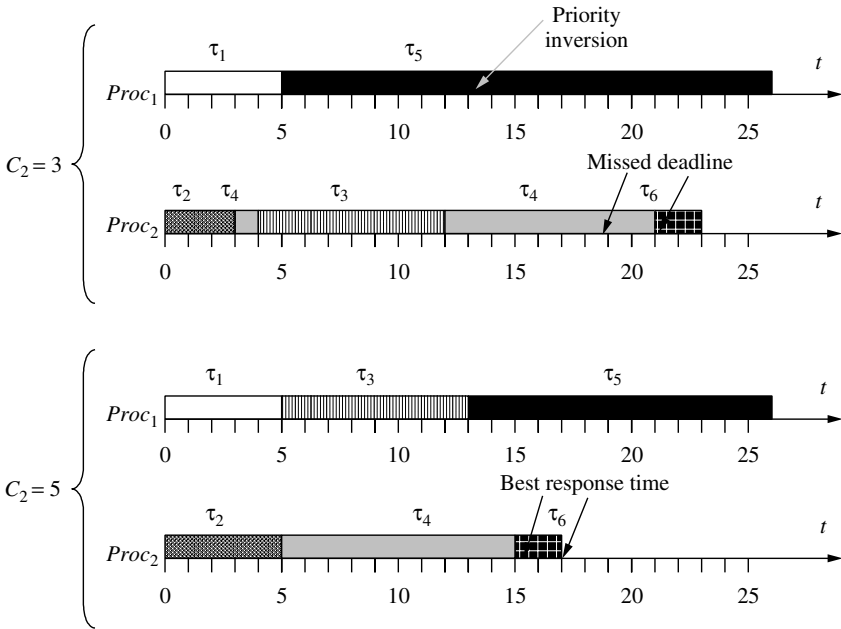 Priority
inversion
τ1 τ5 t
Proc1
0 5 10 15 20 25
C2 = 3
Missed deadline
τ2 τ4 τ3 τ4 τ6 t
Proc2
0 5 10 15 20 25
τ1 τ3 τ5 t
Proc1
0 5 10 15 20 25
C2 = 5
Best response time
τ2 τ4 τ6 t
Proc2
0 5 10 15 20 25